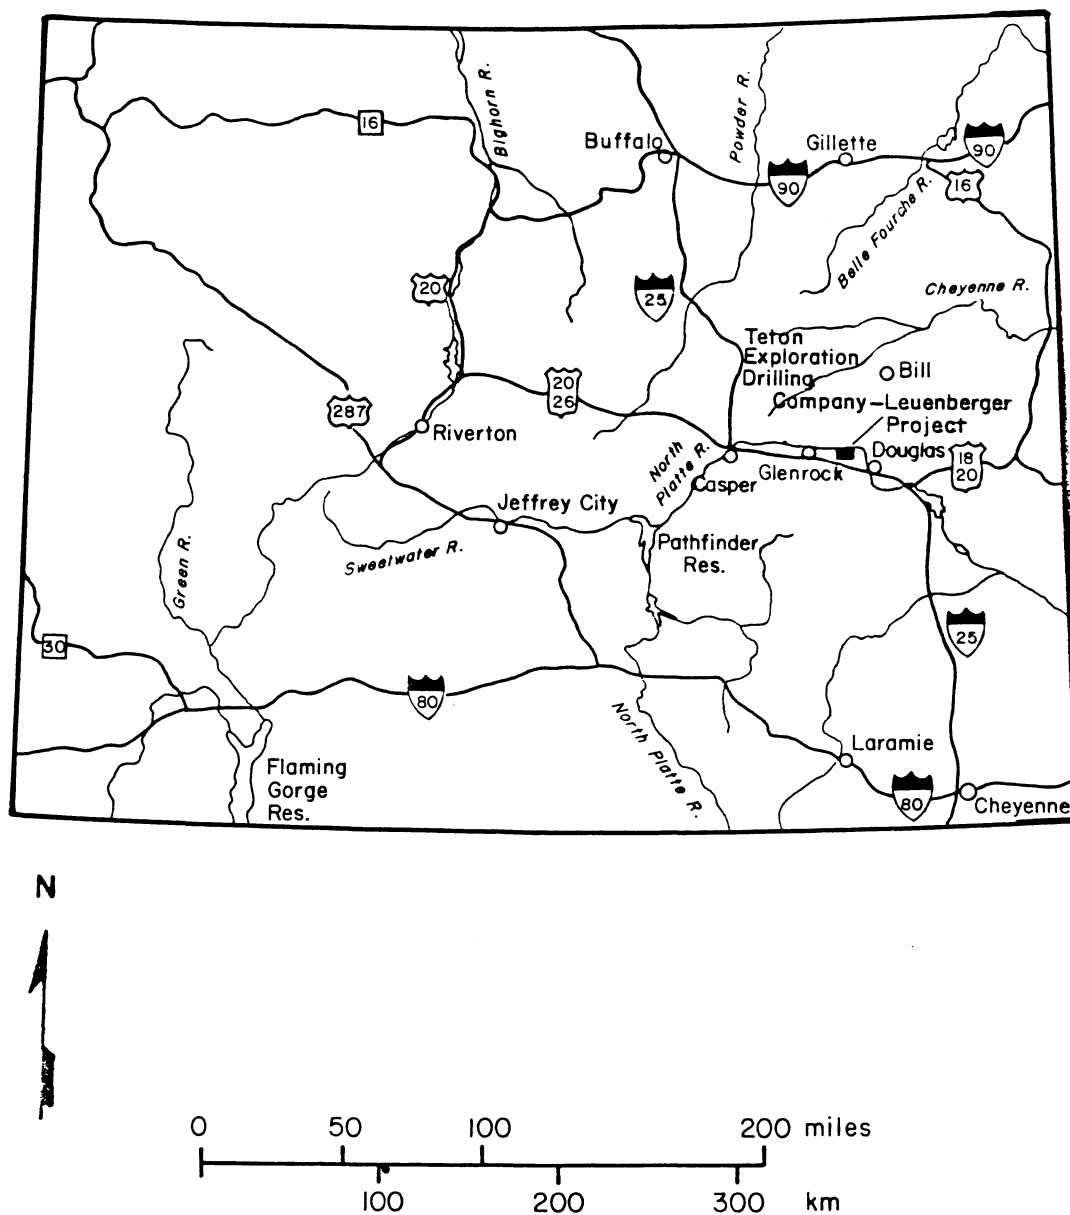 Bighorn R.
Powder R.
16
Buffalo
Gillette
90
90
16
Belle Fourche R.
20
25
Cheyenne R.
Teton
Exploration
Drilling
Company—Leuenberger
Project
Bill
20
26
287
Riverton
North
Platte R.
Casper
Glenrock
Douglas
18
20
Jeffrey City
Sweetwater R.
Pathfinder
Res.
Green R.
30
25
80
North Platte R.
Laramie
Flaming
Gorge
Res.
80
Cheyenne
N
0 50 100 200 miles
100 200 300 km